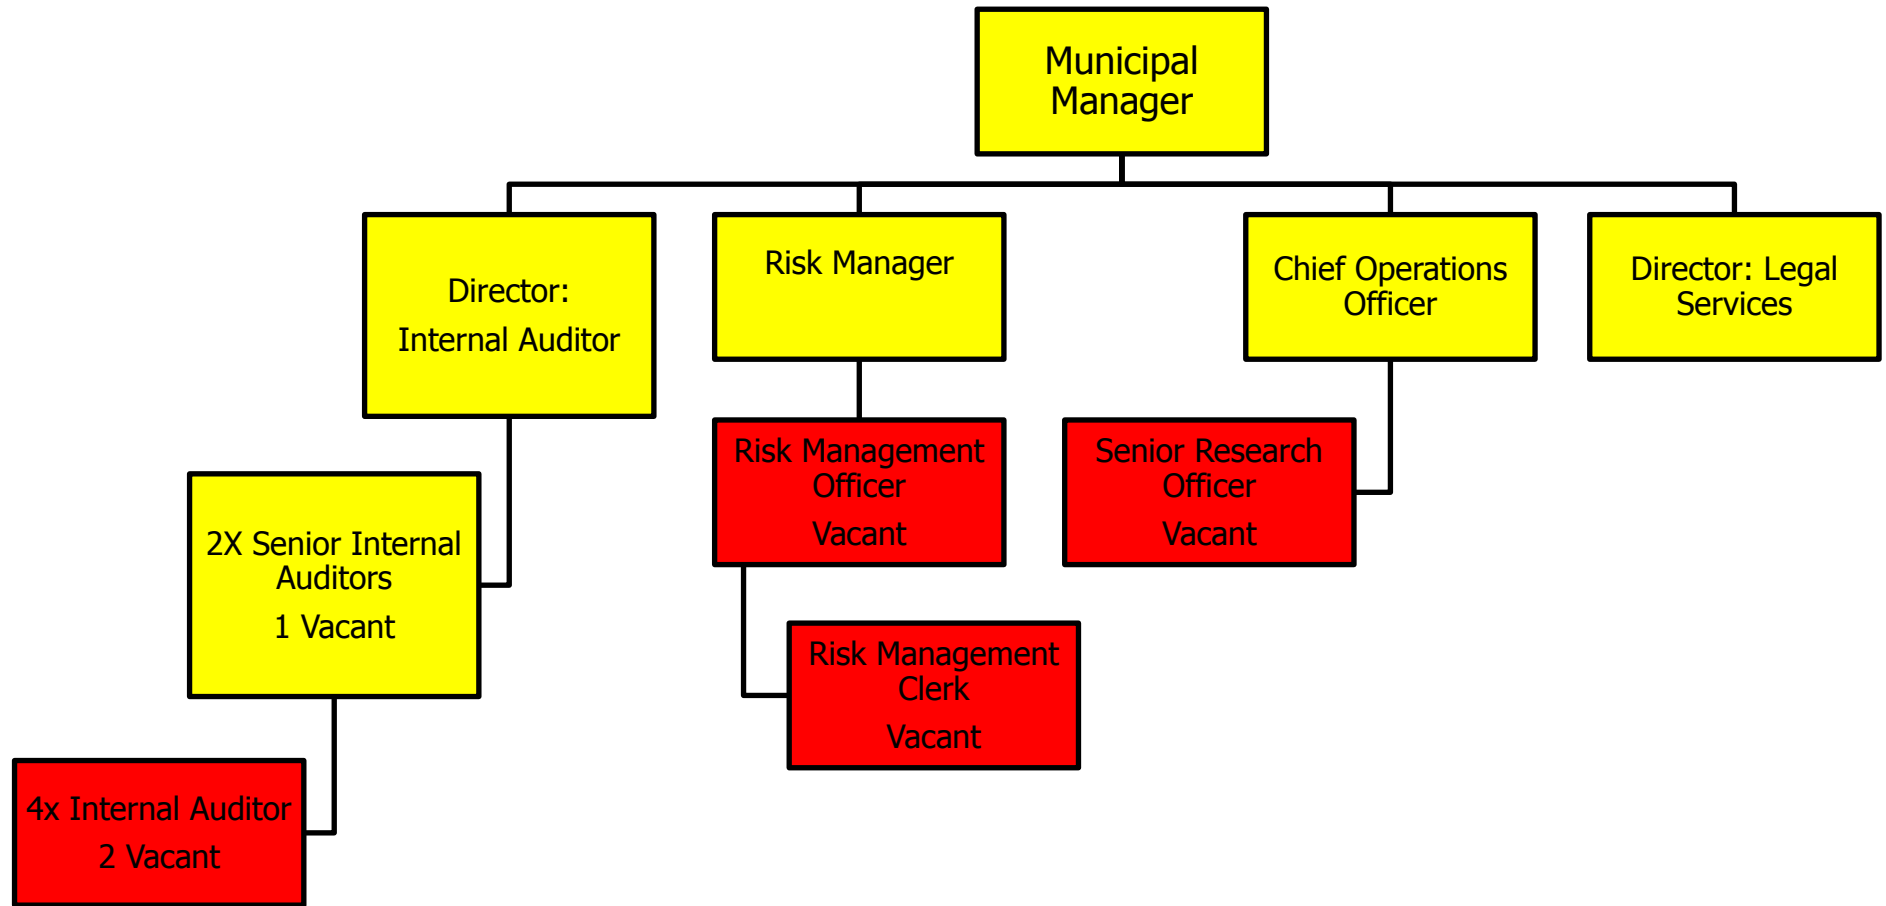 Municipal
Manager
Director:
Internal Auditor
Risk Manager
Chief Operations
Officer
Director: Legal
Services
2X Senior Internal
Auditors
1 Vacant
Risk Management
Officer
Vacant
Senior Research
Officer
Vacant
Risk Management
Clerk
Vacant
4x Internal Auditor
2 Vacant